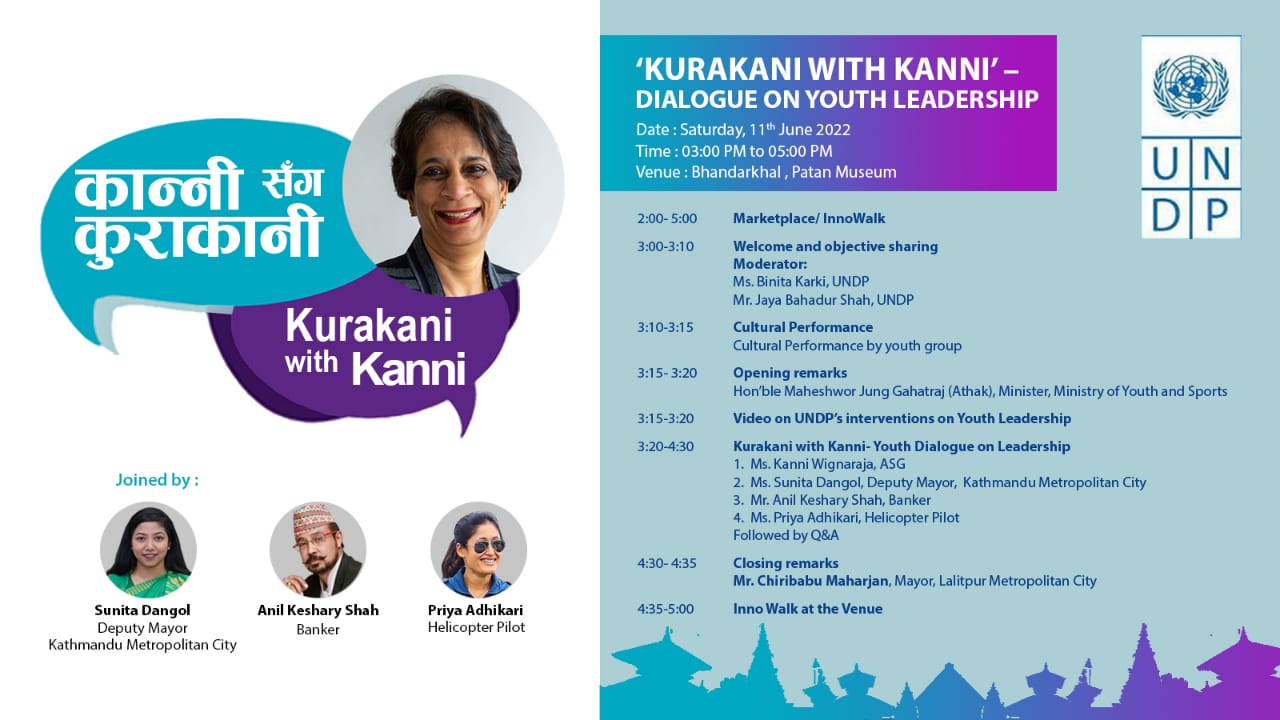 कान्नी सँग
कुराकानी
Kurakani
with Kanni
Joined by :
Sunita Dangol
Deputy Mayor
Kathmandu Metropolitan City
Anil Keshary Shah
Banker
Priya Adhikari
Helicopter Pilot
‘KURAKANI WITH KANNI’ –
DIALOGUE ON YOUTH LEADERSHIP
Date : Saturday, 11th June 2022
Time : 03:00 PM to 05:00 PM
Venue : Bhandarkhal , Patan Museum
U N
D P
2:00- 5:00 Marketplace/ InnoWalk
3:00-3:10 Welcome and objective sharing
Moderator:
Ms. Binita Karki, UNDP
Mr. Jaya Bahadur Shah, UNDP
3:10-3:15 Cultural Performance
Cultural Performance by youth group
3:15- 3:20 Opening remarks
Hon’ble Maheshwor Jung Gahatraj (Athak), Minister, Ministry of Youth and Sports
3:15-3:20 Video on UNDP’s interventions on Youth Leadership
3:20-4:30 Kurakani with Kanni- Youth Dialogue on Leadership
1. Ms. Kanni Wignaraja, ASG
2. Ms. Sunita Dangol, Deputy Mayor, Kathmandu Metropolitan City
3. Mr. Anil Keshary Shah, Banker
4. Ms. Priya Adhikari, Helicopter Pilot
Followed by Q&A
4:30- 4:35 Closing remarks
Mr. Chiribabu Maharjan, Mayor, Lalitpur Metropolitan City
4:35-5:00 Inno Walk at the Venue